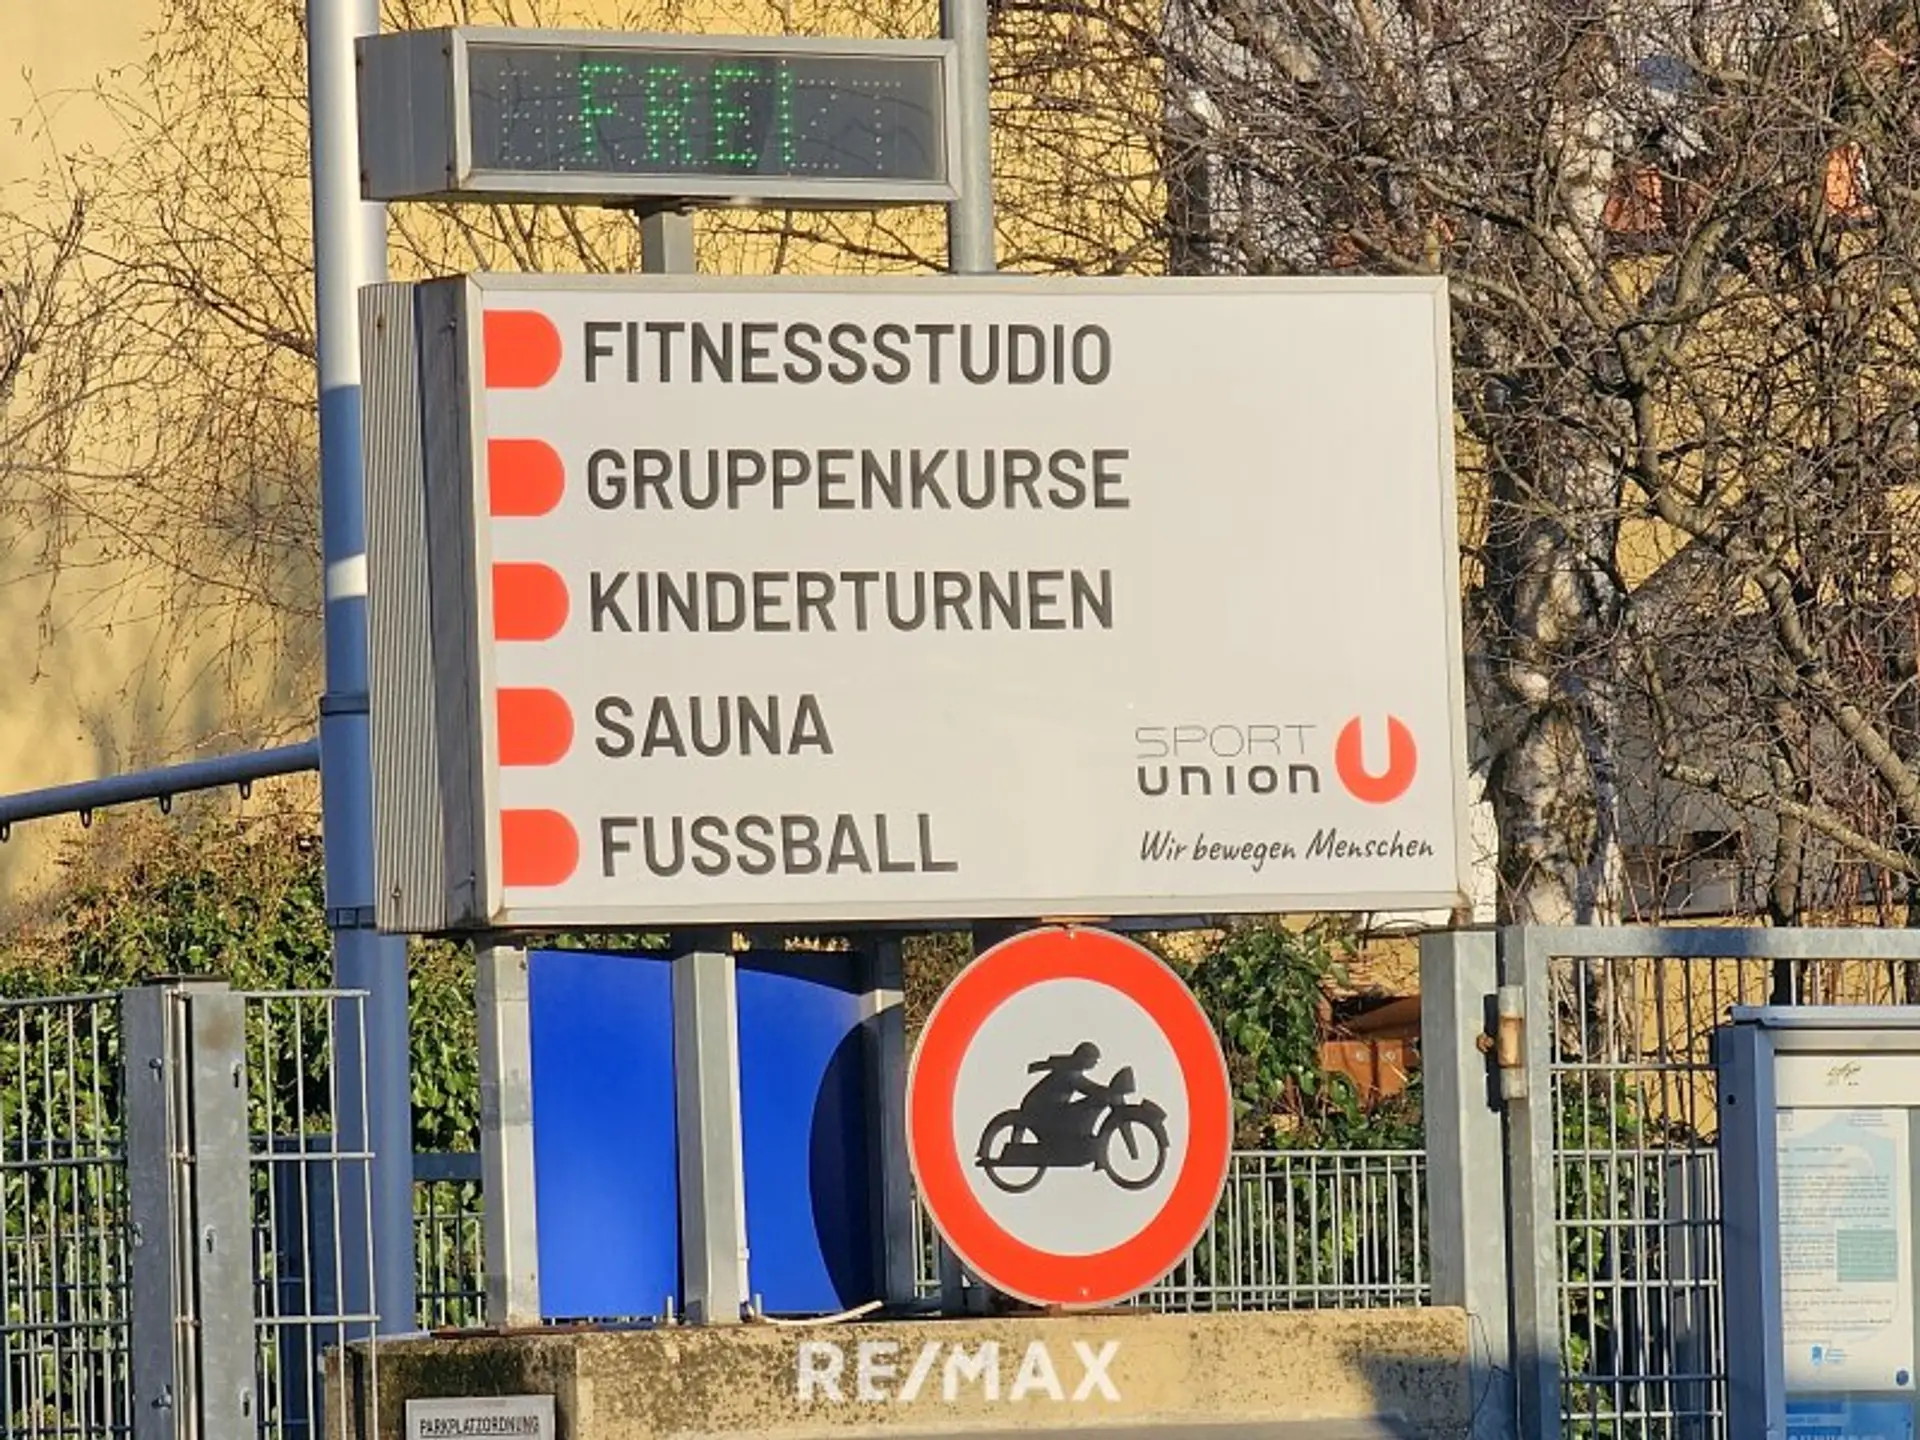 FREI
FITNESSSTUDIO
GRUPPENKURSE
KINDERTURNEN
SAUNA
FUSSBALL
SPORT
UNION
Wir bewegen Menschen
RE/MAX
PARKPLATZORDNUNG